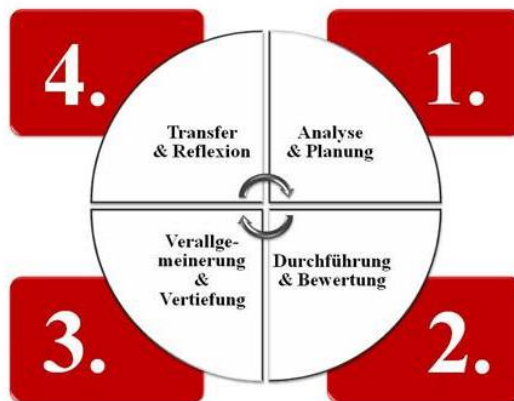 4.
1.
Transfer
& Reflexion
Analyse
& Planung
Verallge-
meinerung
&
Vertiefung
Durchführung
& Bewertung
3.
2.